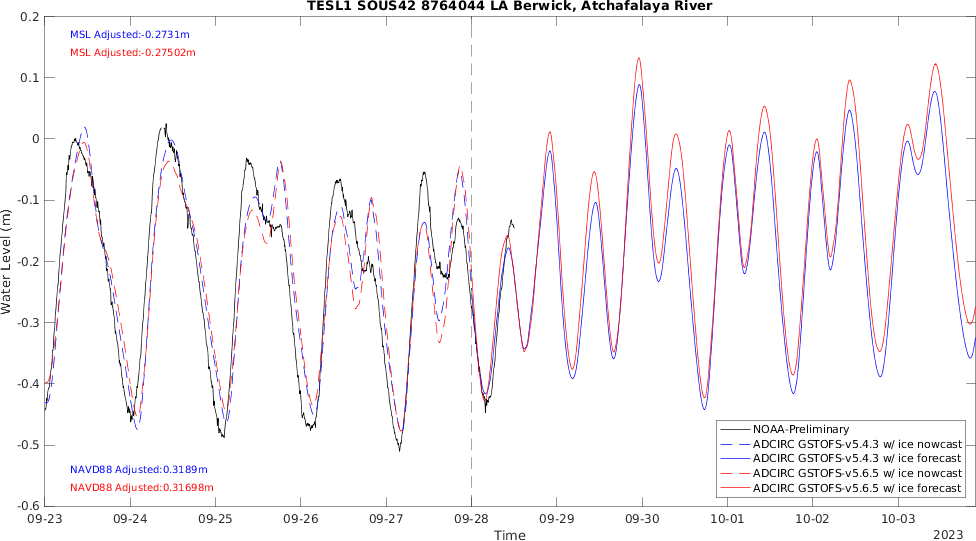 TESL1 SOUS42 8764044 LA Berwick, Atchafalaya River
MSL Adjusted:-0.2731m
MSL Adjusted:-0.27502m
0.2
0.1
0
-0.1
-0.2
-0.3
-0.4
-0.5
-0.6
Water Level (m)
NAVD88 Adjusted:0.3189m
NAVD88 Adjusted:0.31698m
NOAA-Preliminary
ADCIRC GSTOFS-v5.4.3 w/ ice nowcast
ADCIRC GSTOFS-v5.4.3 w/ ice forecast
ADCIRC GSTOFS-v5.6.5 w/ ice nowcast
ADCIRC GSTOFS-v5.6.5 w/ ice forecast
09-23 09-24 09-25 09-26 09-27 09-28 09-29 09-30 10-01 10-02 10-03
Time
2023